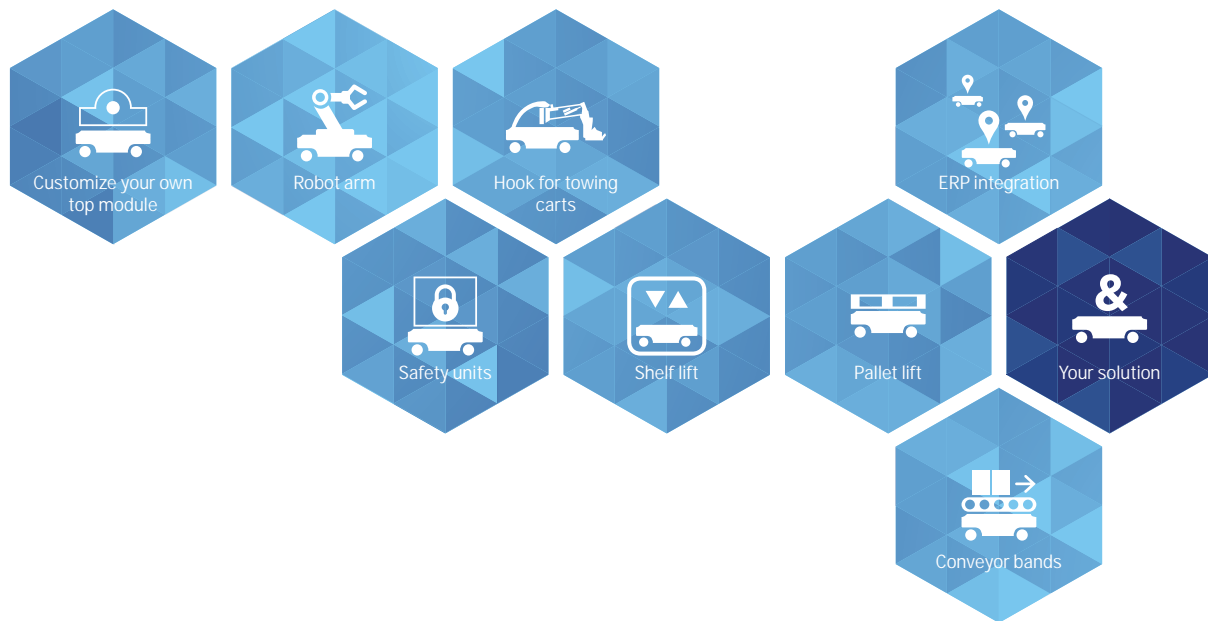 Customize your own
top module
Robot arm
Hook for towing
carts
ERP integration
Safety units
Shelf lift
Pallet lift
&
Your solution
Conveyor bands